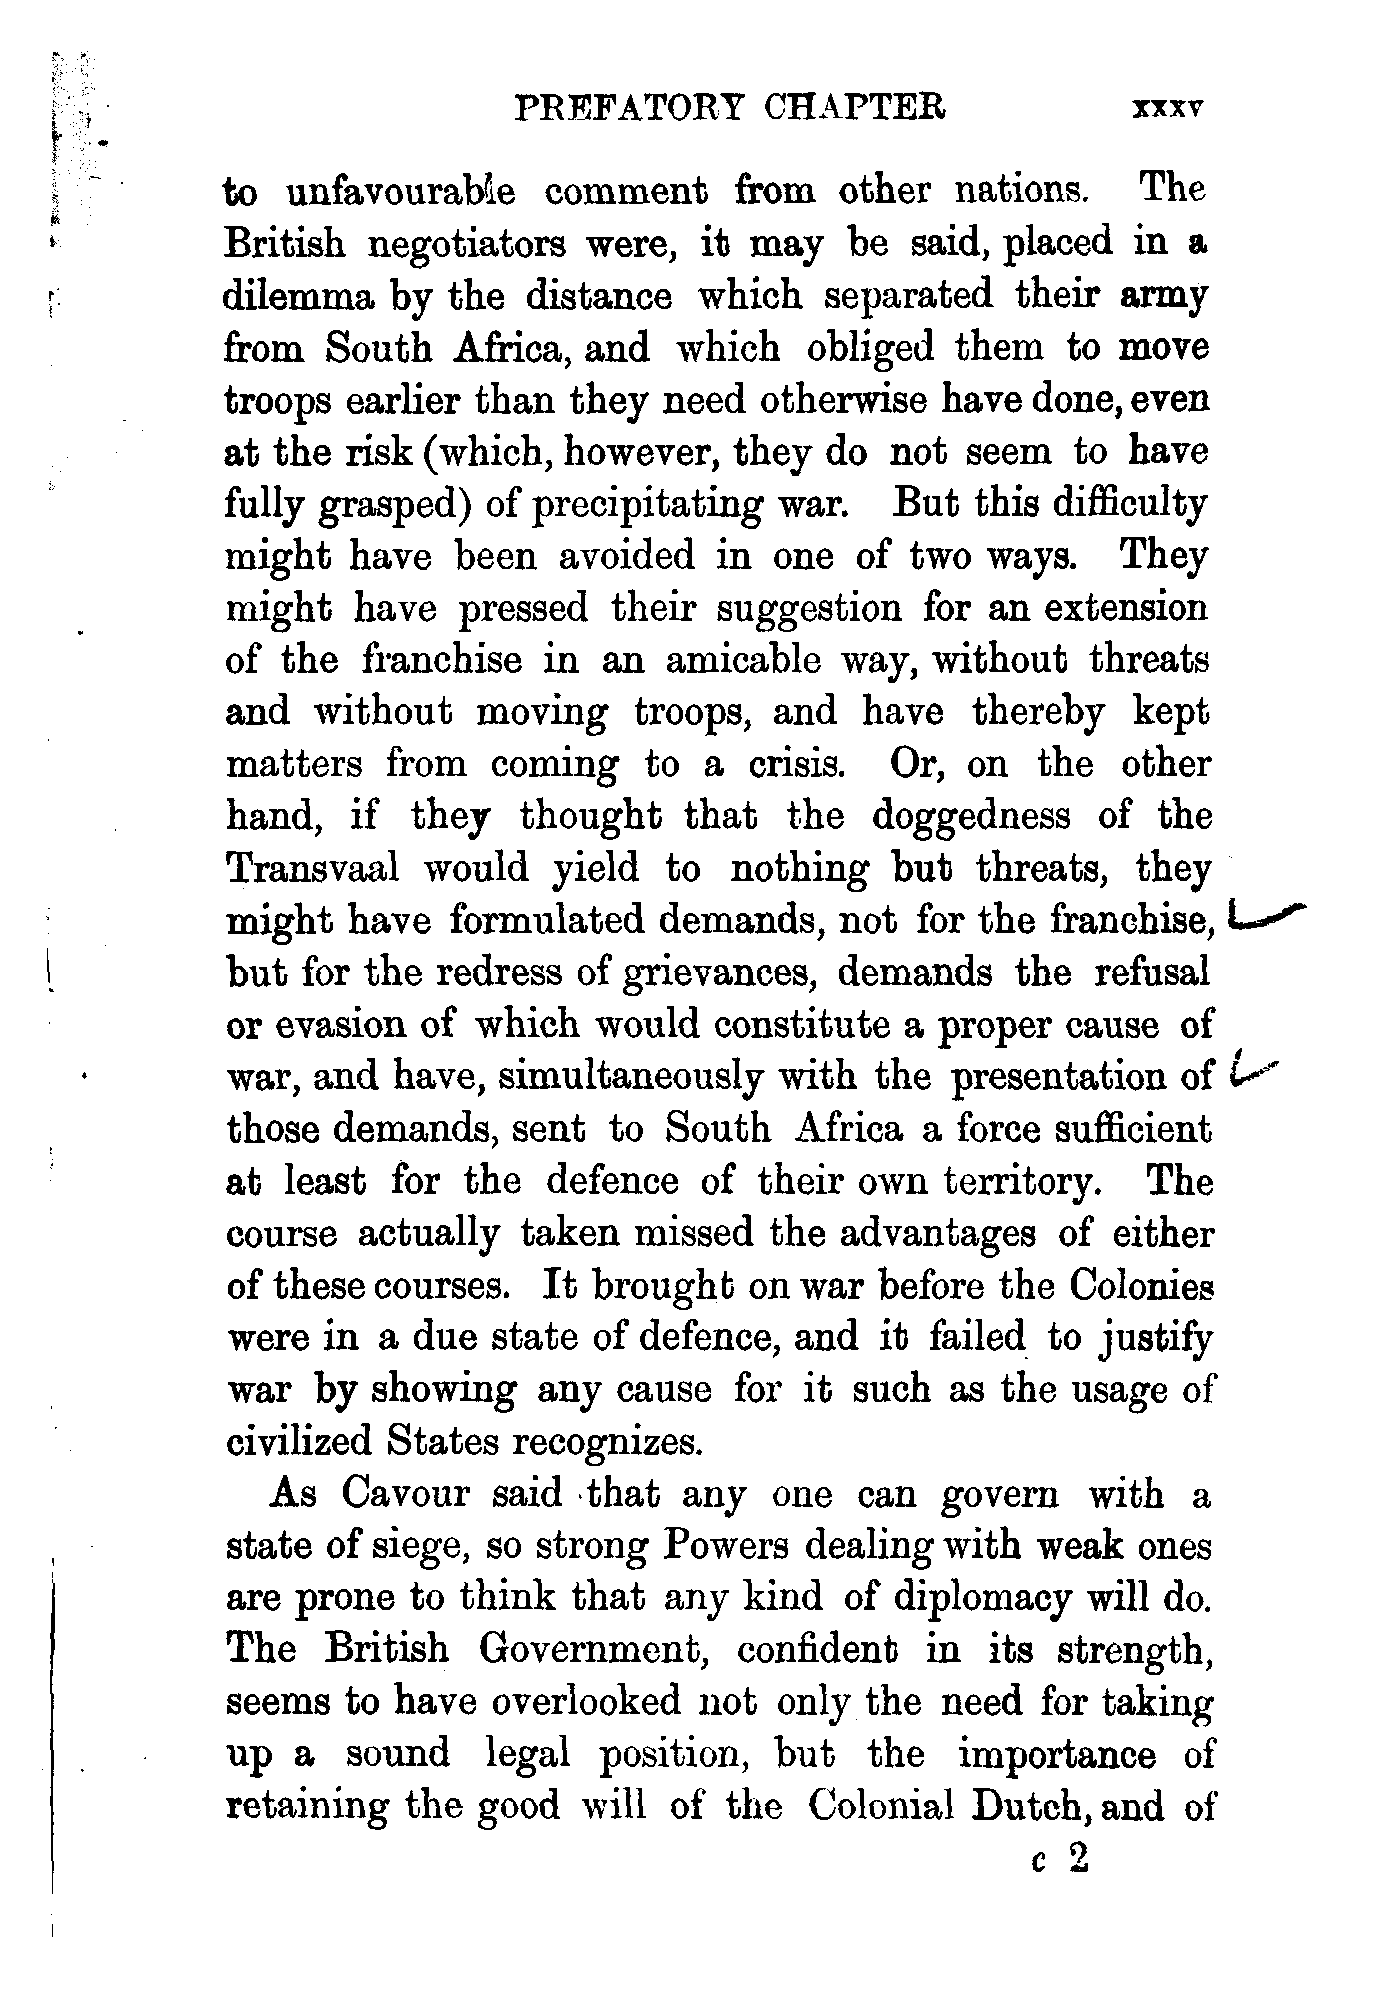 PREFATORY CHAPTER xxxv
to unfavourable comment from other nations. The
British negotiators were, it may be said, placed in a
dilemma by the distance which separated their army
from South Africa, and which obliged them to move
troops earlier than they need otherwise have done, even
at the risk (which, however, they do not seem to have
fully grasped) of precipitating war. But this difficulty
might have been avoided in one of two ways. They
might have pressed their suggestion for an extension
of the franchise in an amicable way, without threats
and without moving troops, and have thereby kept
matters from coming to a crisis. Or, on the other
hand, if they thought that the doggedness of the
Transvaal would yield to nothing but threats, they
might have formulated demands, not for the franchise,
but for the redress of grievances, demands the refusal
or evasion of which would constitute a proper cause of
war, and have, simultaneously with the presentation of
those demands, sent to South Africa a force sufficient
at least for the defence of their own territory. The
course actually taken missed the advantages of either
of these courses. It brought on war before the Colonies
were in a due state of defence, and it failed to justify
war by showing any cause for it such as the usage of
civilized States recognizes.
As Cavour said that any one can govern with a
state of siege, so strong Powers dealing with weak ones
are prone to think that any kind of diplomacy will do.
The British Government, confident in its strength,
seems to have overlooked not only the need for taking
up a sound legal position, but the importance of
retaining the good will of the Colonial Dutch, and of
c 2